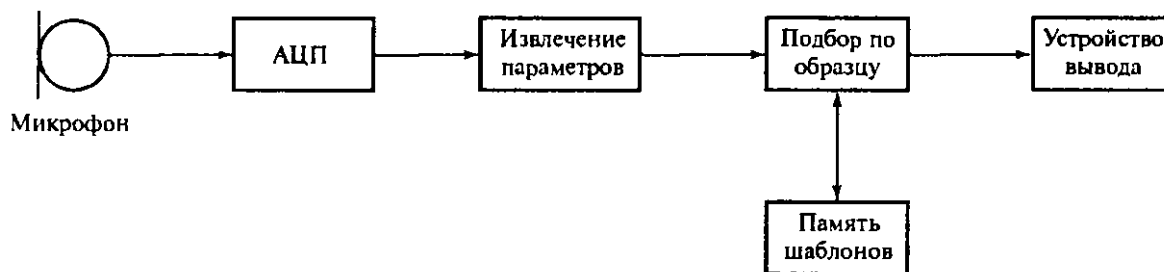 Микрофон
АЦП
Извлечение
параметров
Подбор по
образцу
Устройство
вывода
Память
шаблонов